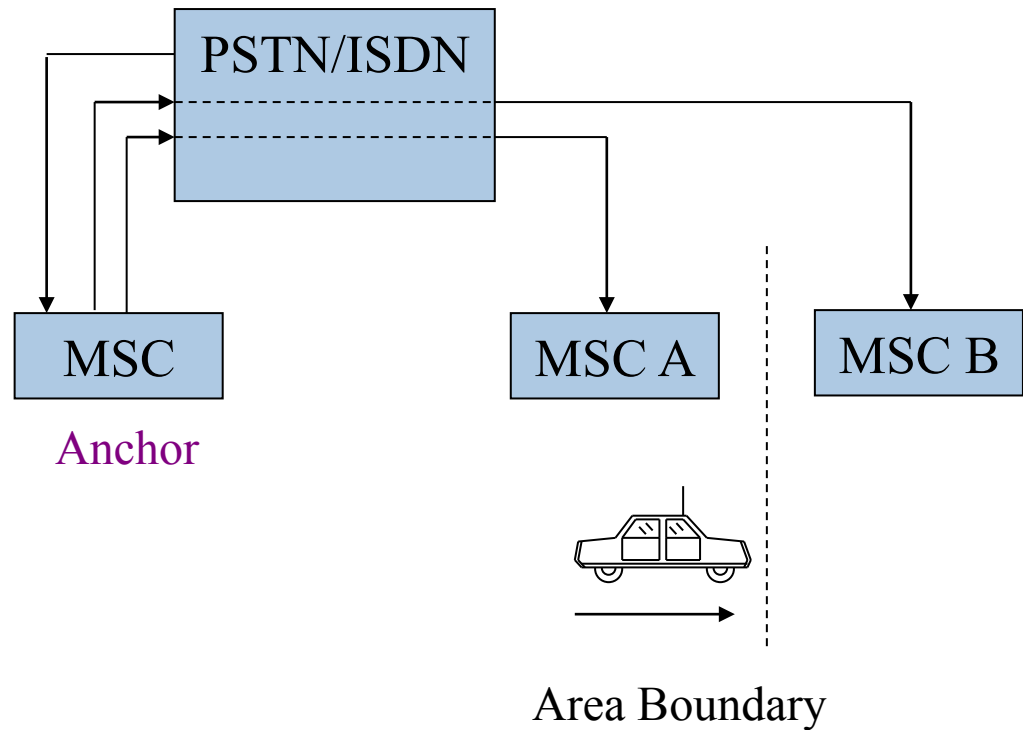 PSTN/ISDN
MSC
MSC A
MSC B
Anchor
Area Boundary